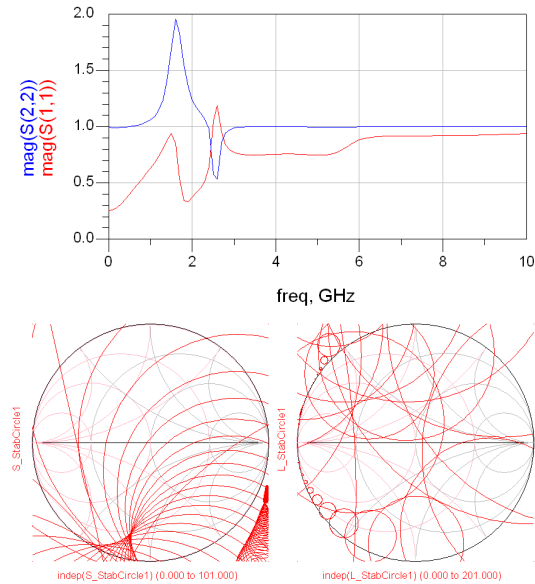 2.0
1.5
1.0
0.5
0.0
mag(S(2,2))
mag(S(1,1))
0
2
4
6
8
10
freq, GHz
S_StabCircle1
L_StabCircle1
indep(S_StabCircle1) (0.000 to 101.000)
indep(L_StabCircle1) (0.000 to 201.000)